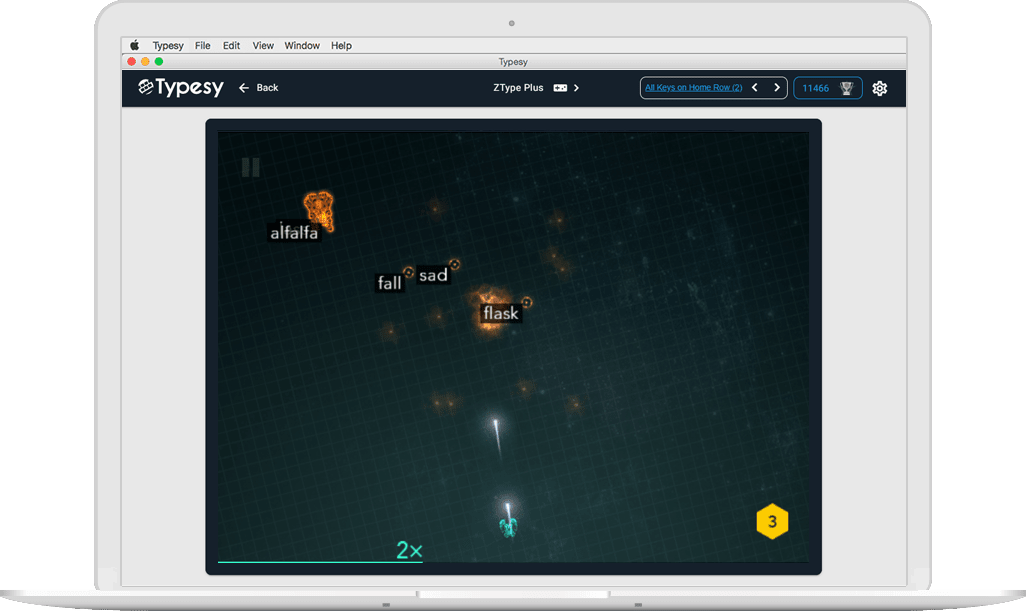 Typesy File Edit View Window Help
Typesy
Typesy Back ZType Plus All Keys on Home Row (2) 11466
alfalfa
fall sad
flask
3
2×